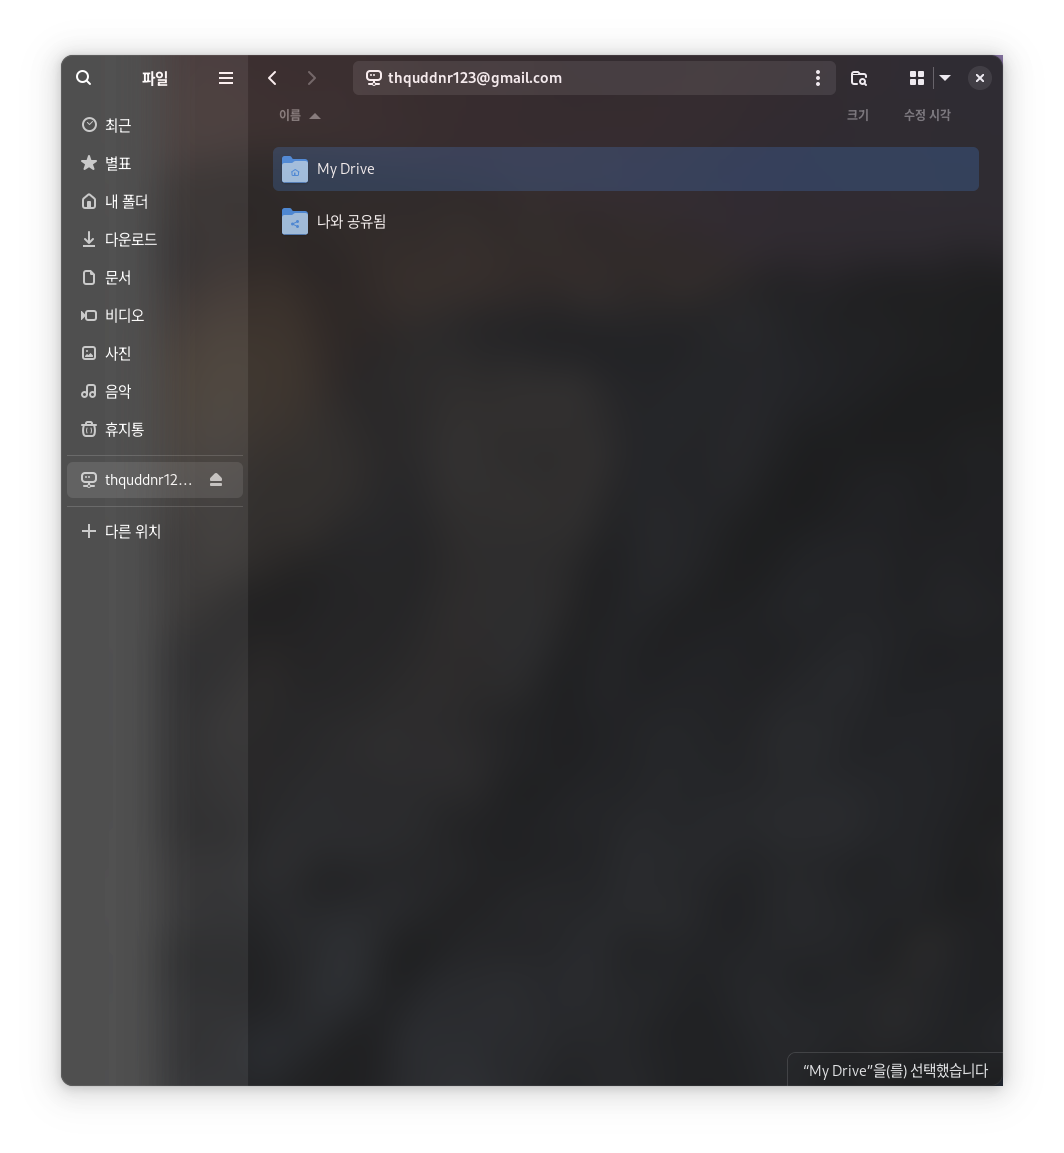 파일
thquddnr123@gmail.com
최근
별표
내 폴더
다운로드
문서
비디오
사진
음악
휴지통
thquddnr12…
다른 위치
이름
크기
수정 시각
My Drive
나와 공유됨
“My Drive”을(를) 선택했습니다